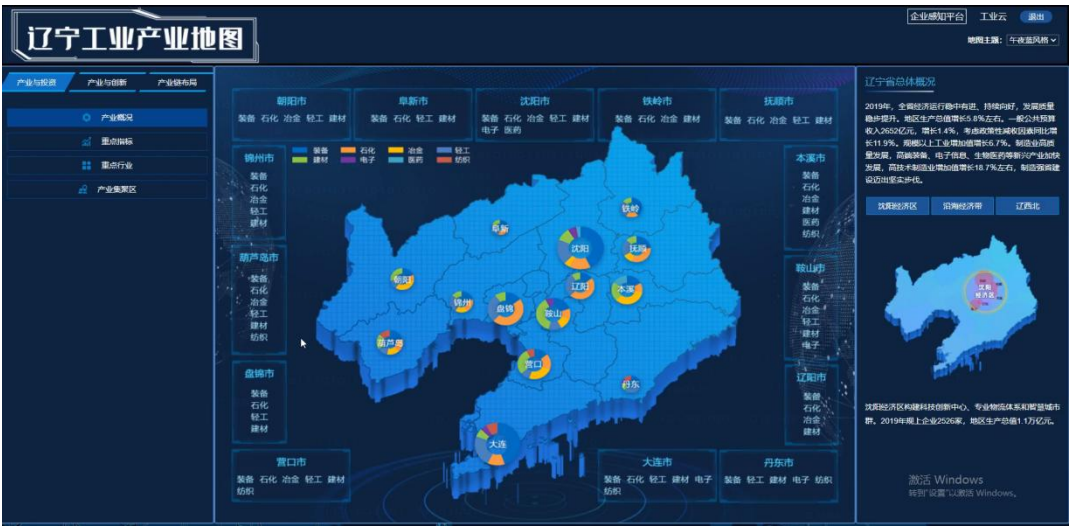 辽宁工业产业地图
企业感知平台 工业云 退出
地图主题: 午夜蓝风格
产业与投资 产业与创新 产业链布局
产业概况
重点指标
重点行业
产业集聚区
朝阳市
装备 石化 冶金 轻工 建材
阜新市
装备 石化 轻工 建材
沈阳市
装备 石化 冶金 轻工 建材
电子 医药
铁岭市
装备 石化 冶金 建材
抚顺市
装备 石化 冶金 轻工 建材
装备 石化 冶金 轻工
建材 电子 医药 纺织
锦州市
装备
石化
冶金
轻工
建材
葫芦岛市
装备
石化
冶金
轻工
建材
纺织
盘锦市
装备
石化
轻工
建材
营口市
装备 石化 冶金 轻工 建材
纺织
铁岭
阜新
沈阳
抚顺
朝阳
辽阳
本溪
锦州
盘锦
鞍山
葫芦岛
营口
丹东
大连
本溪市
装备
石化
冶金
建材
医药
纺织
鞍山市
装备
石化
冶金
轻工
建材
电子
辽阳市
装备
石化
冶金
建材
大连市
装备 石化 轻工 建材 电子
纺织
丹东市
装备 轻工 建材 电子 纺织
辽宁省总体概况
2019年，全省经济运行稳中有进、持续向好，发展质量
稳步提升。地区生产总值增长5.8%左右。一般公共预算
收入2652亿元，增长1.4%，考虑政策性减收因素同比增
长11.9%。规模以上工业增加值增长6.7%。制造业高质
量发展，高端装备、电子信息、生物医药等新兴产业加快
发展，高技术制造业增加值增长18.7%左右，制造强省建
设迈出坚实步伐。
沈阳经济区 沿海经济带 辽西北
沈阳
经济区
沈阳经济区构建科技创新中心、专业物流体系和智慧城市
群。2019年规上企业2526家，地区生产总值1.1万亿元。
激活 Windows
转到"设置"以激活 Windows。